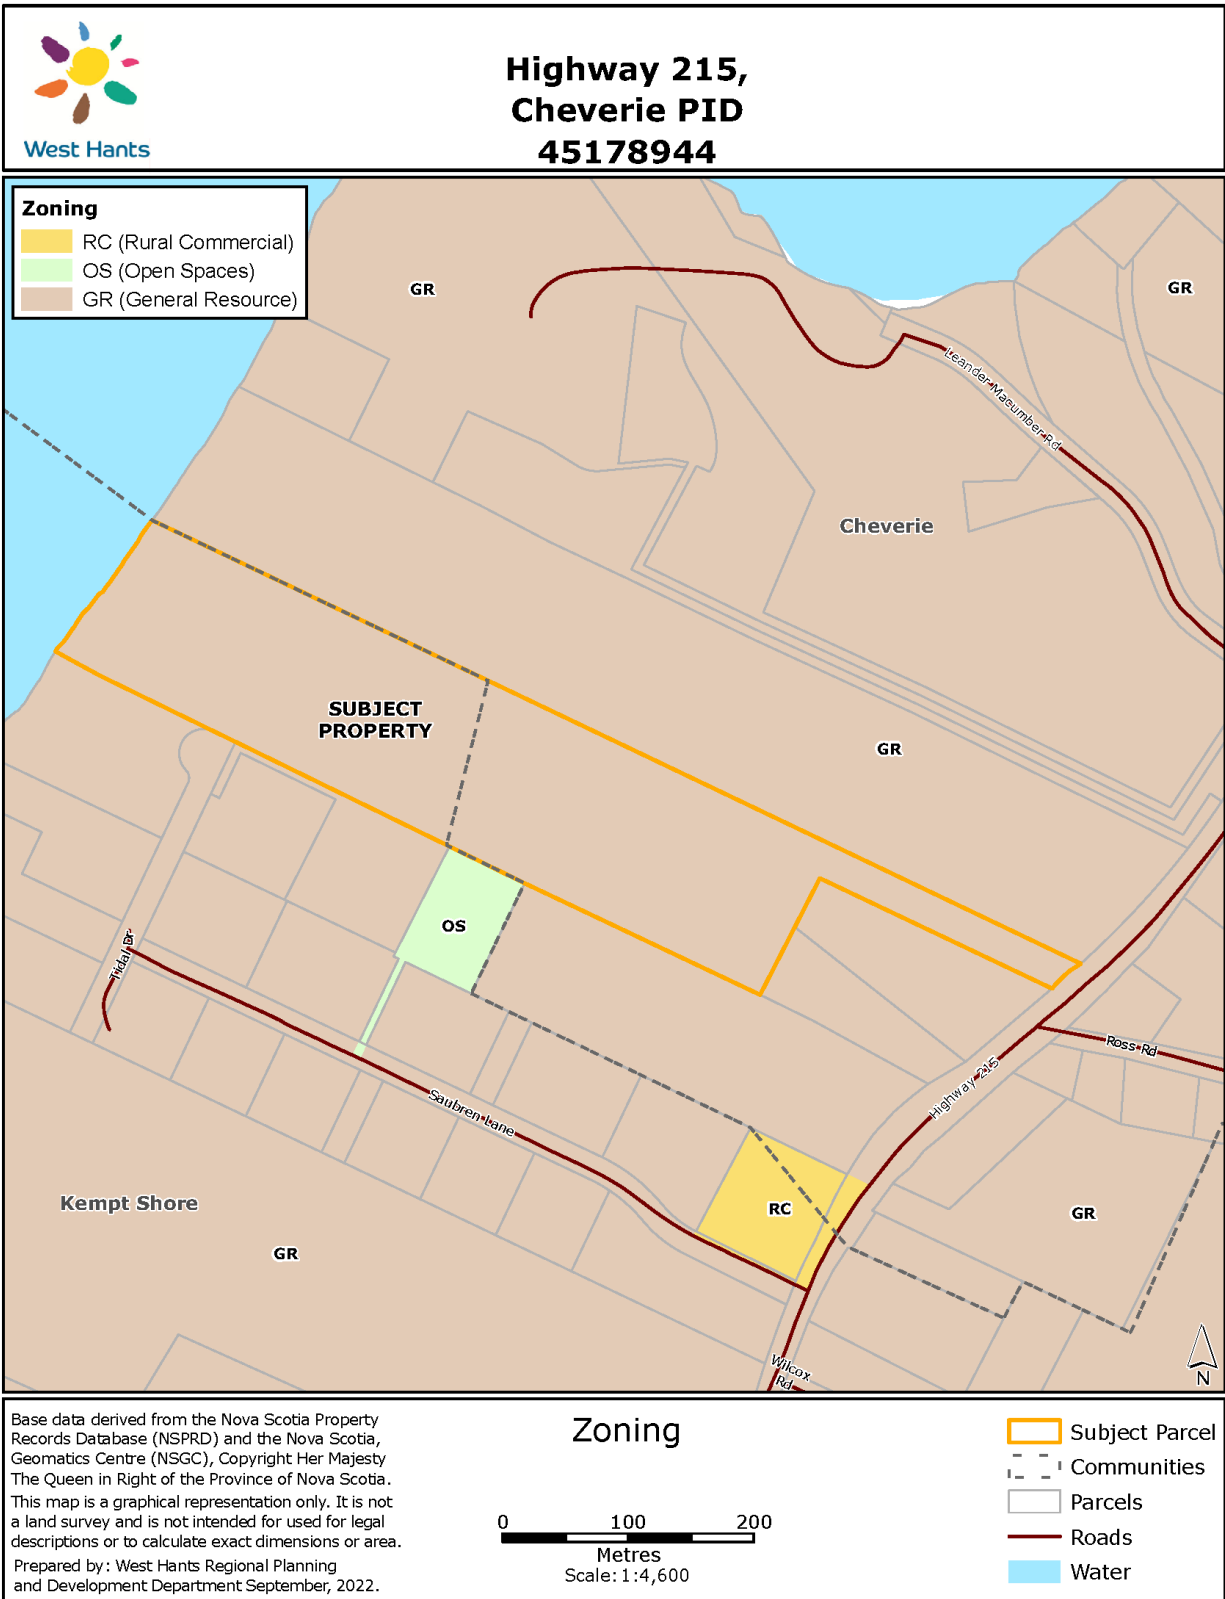 West Hants
Highway 215,
Cheverie PID
45178944
Zoning
RC (Rural Commercial)
OS (Open Spaces)
GR (General Resource)
GR
GR
Leander Macumber Rd
Cheverie
SUBJECT
PROPERTY
GR
OS
Tidal Dr
Ross Rd
Highway 215
Saubren Lane
Kempt Shore
RC
GR
GR
Wilcox
Rd
N
Base data derived from the Nova Scotia Property
Records Database (NSPRD) and the Nova Scotia,
Geomatics Centre (NSGC), Copyright Her Majesty
The Queen in Right of the Province of Nova Scotia.
This map is a graphical representation only. It is not
a land survey and is not intended for used for legal
descriptions or to calculate exact dimensions or area.
Prepared by: West Hants Regional Planning
and Development Department September, 2022.
Zoning
0 100 200
Metres
Scale: 1:4,600
Subject Parcel
Communities
Parcels
Roads
Water